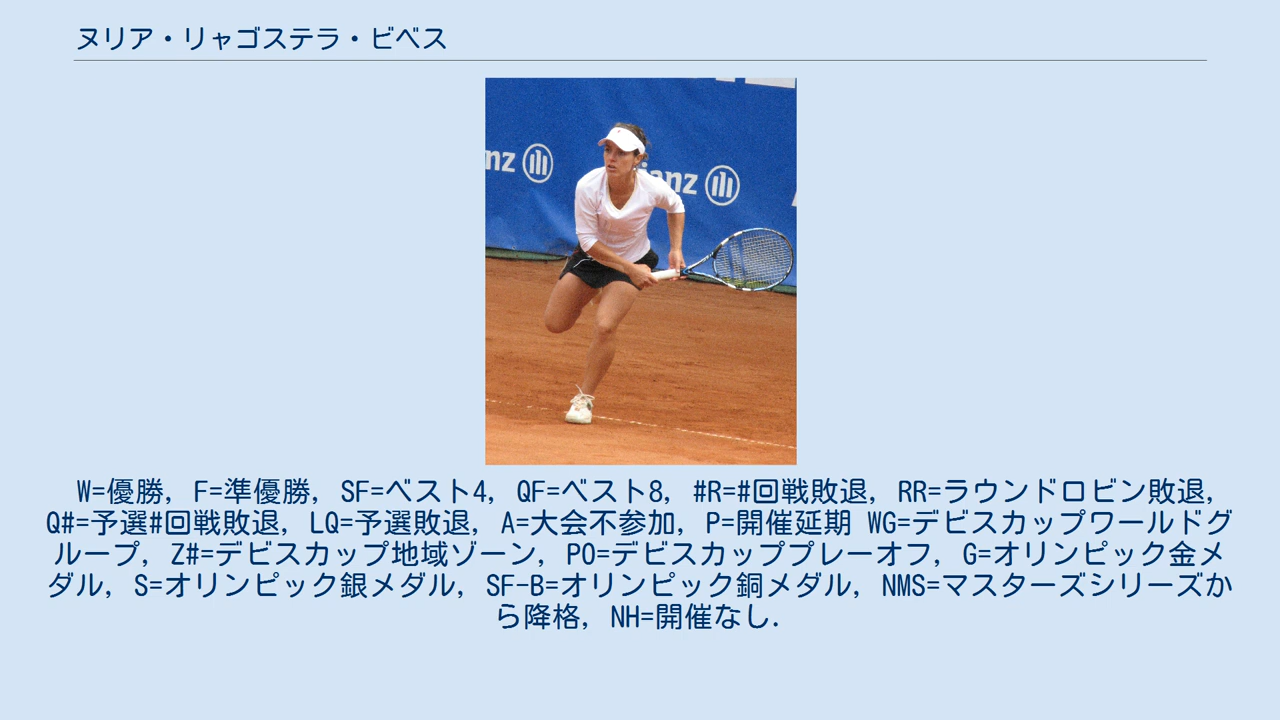 ヌリア・リャゴステラ・ビベス
nz
ianz
W=優勝, F=準優勝, SF=ベスト4, QF=ベスト8, #R=#回戦敗退, RR=ラウンドロビン敗退,
Q#=予選#回戦敗退, LQ=予選敗退, A=大会不参加, P=開催延期 WG=デビスカップワールドグ
ループ, Z#=デビスカップ地域ゾーン, PO=デビスカッププレーオフ, G=オリンピック金メ
ダル, S=オリンピック銀メダル, SF-B=オリンピック銅メダル, NMS=マスターズシリーズか
ら降格, NH=開催なし.